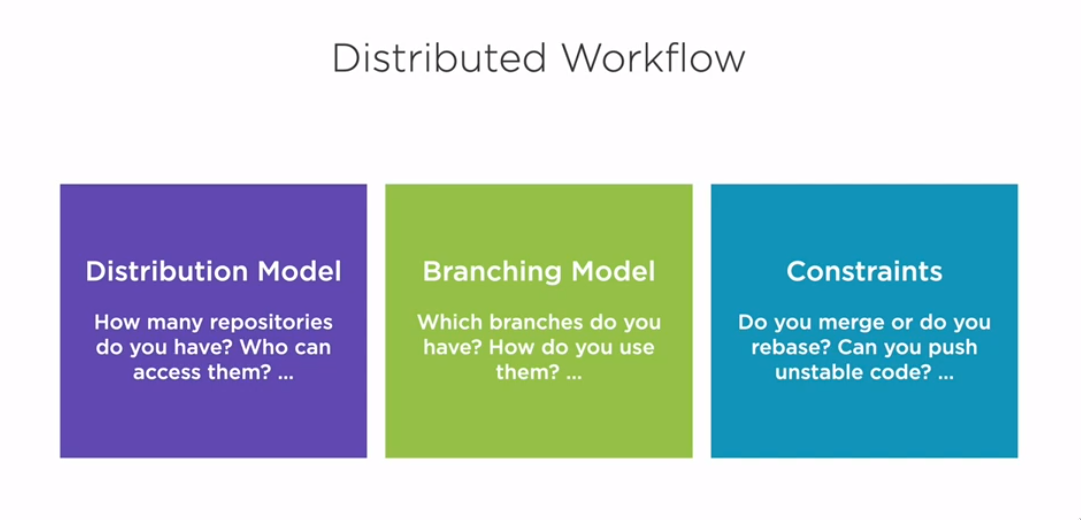 Distributed Workflow
Distribution Model
How many repositories
do you have? Who can
access them? ...
Branching Model
Which branches do you
have? How do you use
them? ...
Constraints
Do you merge or do you
rebase? Can you push
unstable code? ...